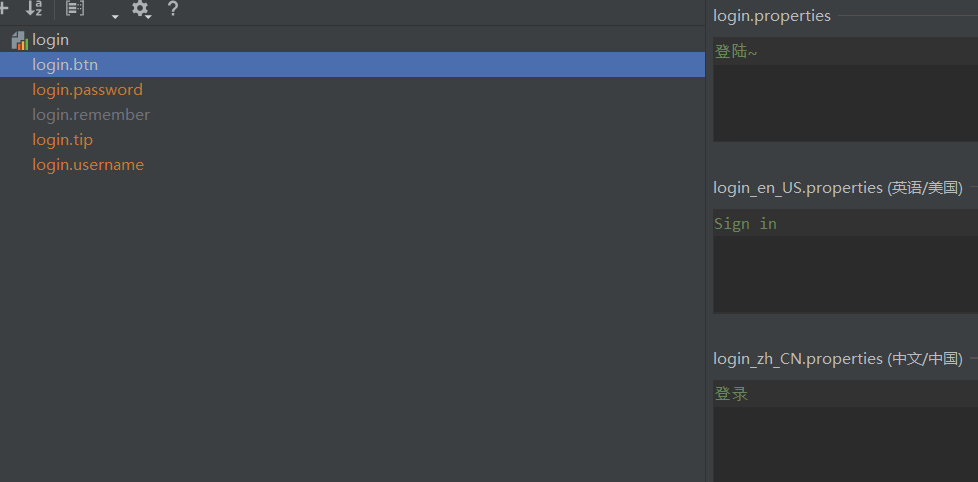 login
login.btn
login.password
login.remember
login.tip
login.username
login.properties
登陆~
login_en_US.properties (英语/美国)
Sign in
login_zh_CN.properties (中文/中国)
登录